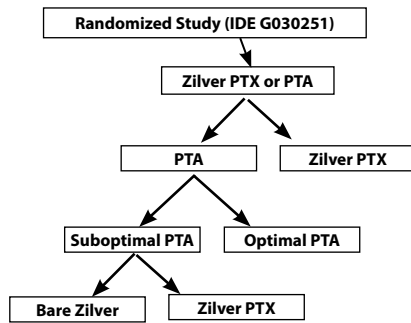 Randomized Study (IDE G030251)
Zilver PTX or PTA
PTA
Zilver PTX
Suboptimal PTA
Optimal PTA
Bare Zilver
Zilver PTX